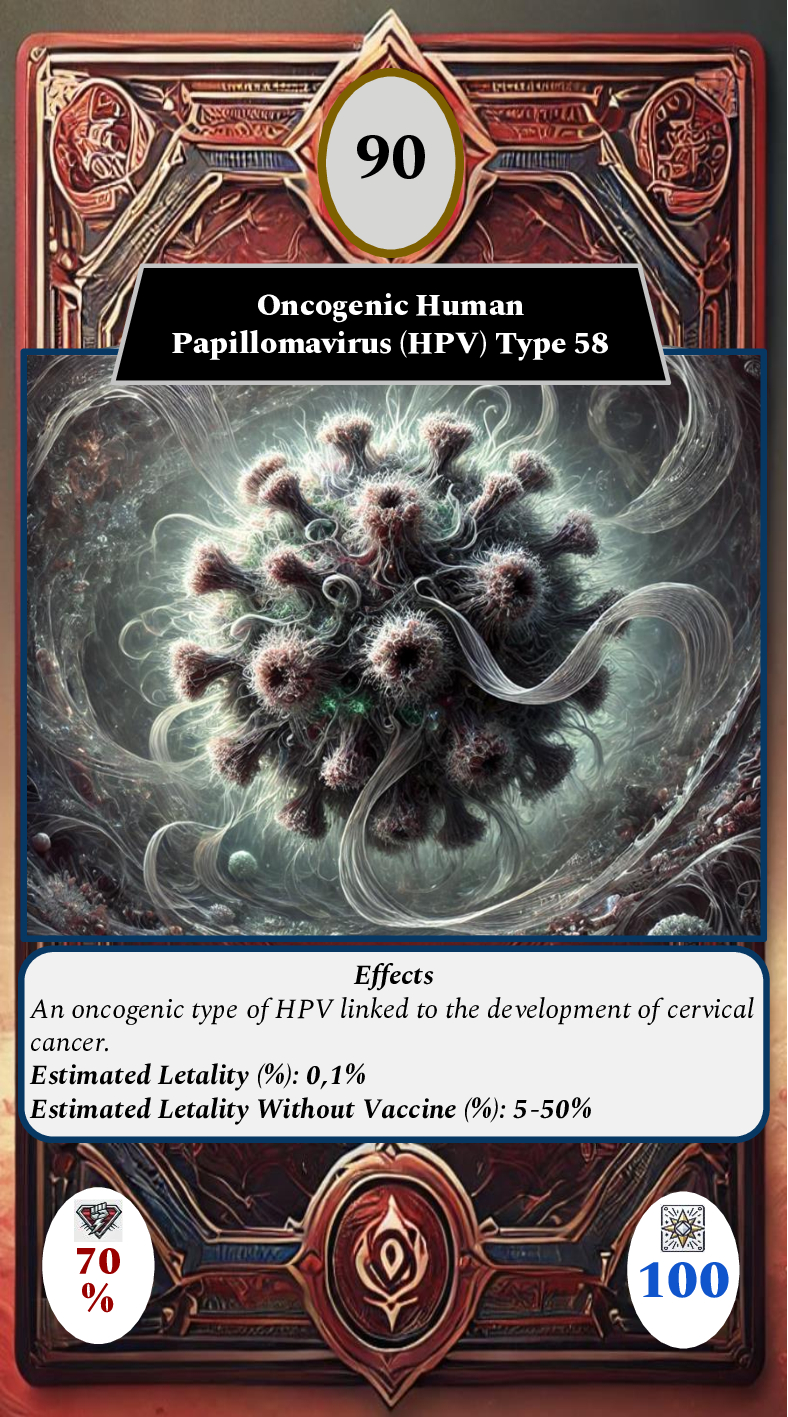 90
Oncogenic Human
Papillomavirus (HPV) Type 58
Effects
An oncogenic type of HPV linked to the development of cervical
cancer.
Estimated Letality (%): 0,1%
Estimated Letality Without Vaccine (%): 5-50%
70
%
100